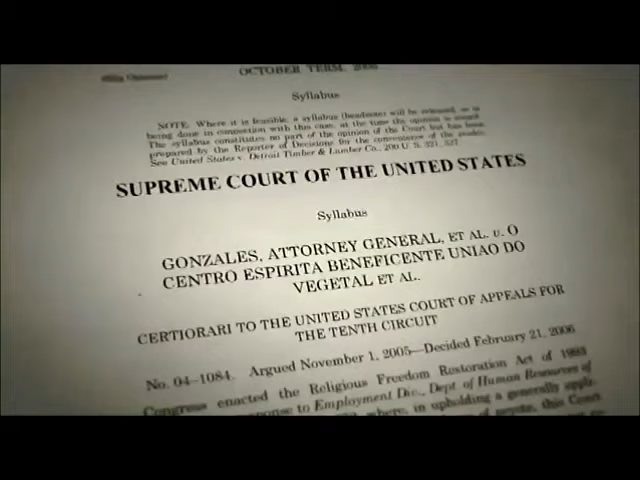 OCTOBER TERM, 2005
Syllabus
NOTE: Where it is feasible, a syllabus (headnote) will be released, as is
being done in connection with this case, at the time the opinion is issued.
The syllabus constitutes no part of the opinion of the Court but has been
prepared by the Reporter of Decisions for the convenience of the reader.
See United States v. Detroit Timber & Lumber Co., 200 U. S. 321, 337.
SUPREME COURT OF THE UNITED STATES
Syllabus
GONZALES, ATTORNEY GENERAL, ET AL. v. O
CENTRO ESPIRITA BENEFICENTE UNIAO DO
VEGETAL ET AL.
CERTIORARI TO THE UNITED STATES COURT OF APPEALS FOR
THE TENTH CIRCUIT
No. 04-1084. Argued November 1, 2005—Decided February 21, 2006
Congress enacted the Religious Freedom Restoration Act of 1993
response to Employment Div., Dept of Human Resources of
where, in upholding a generally appli-
of peyote, this Court